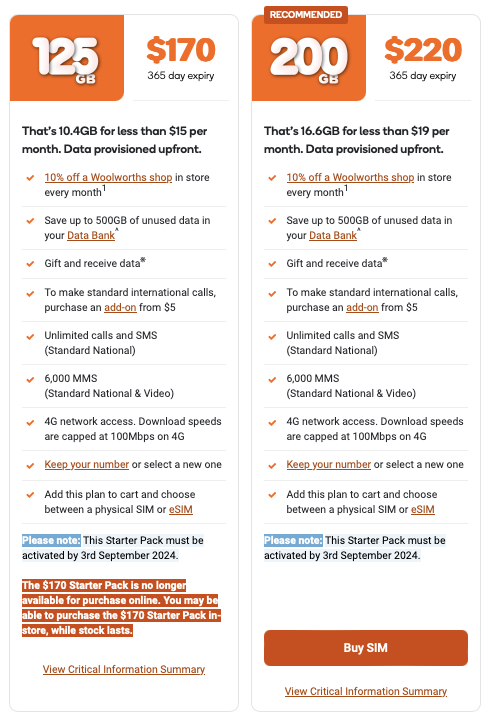 125
GB
$170
365 day expiry
That's 10.4GB for less than $15 per
month. Data provisioned upfront.
10% off a Woolworths shop in store
every month1
Save up to 500GB of unused data in
your Data Bank^
Gift and receive data※
To make standard international calls,
purchase an add-on from $5
Unlimited calls and SMS
(Standard National)
6,000 MMS
(Standard National & Video)
4G network access. Download speeds
are capped at 100Mbps on 4G
Keep your number or select a new one
Add this plan to cart and choose
between a physical SIM or eSIM
Please note: This Starter Pack must be
activated by 3rd September 2024.
The $170 Starter Pack is no longer
available for purchase online. You may be
able to purchase the $170 Starter Pack in-
store, while stock lasts.
View Critical Information Summary
RECOMMENDED
200
GB
$220
365 day expiry
That's 16.6GB for less than $19 per
month. Data provisioned upfront.
10% off a Woolworths shop in store
every month1
Save up to 500GB of unused data in
your Data Bank^
Gift and receive data※
To make standard international calls,
purchase an add-on from $5
Unlimited calls and SMS
(Standard National)
6,000 MMS
(Standard National & Video)
4G network access. Download speeds
are capped at 100Mbps on 4G
Keep your number or select a new one
Add this plan to cart and choose
between a physical SIM or eSIM
Please note: This Starter Pack must be
activated by 3rd September 2024.
Buy SIM
View Critical Information Summary